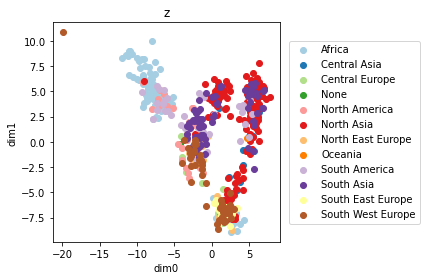 z
10.0
7.5
5.0
2.5
0.0
−2.5
−5.0
−7.5
dim1
−20
−15
−10
−5
0
5
dim0
Africa
Central Asia
Central Europe
None
North America
North Asia
North East Europe
Oceania
South America
South Asia
South East Europe
South West Europe